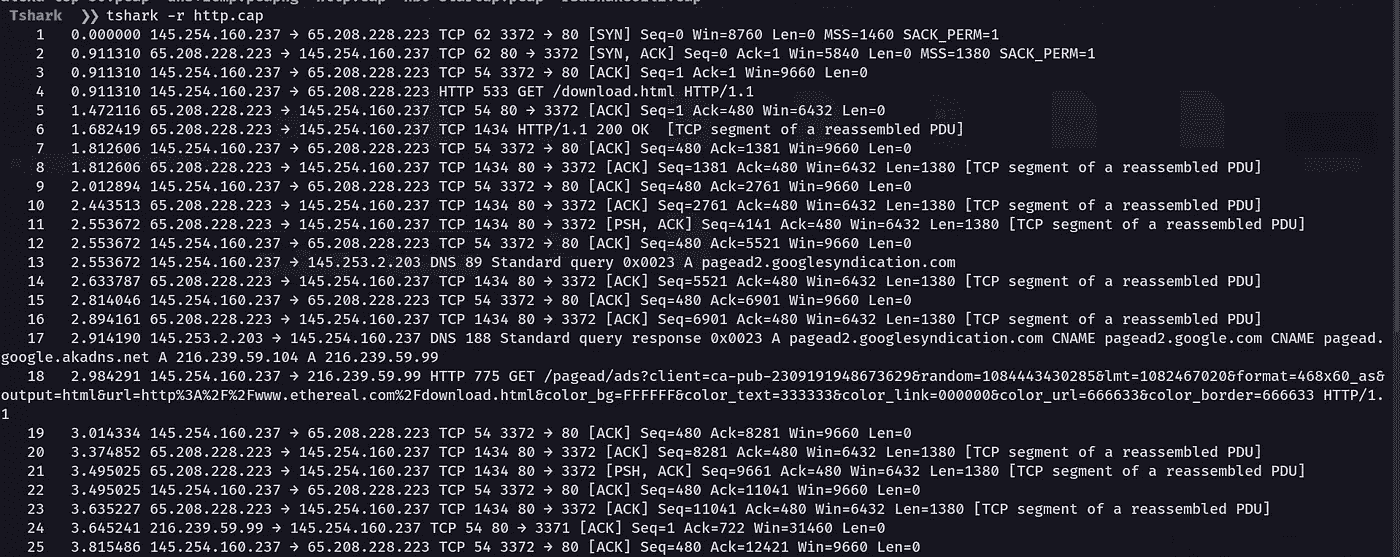 Tshark ❯❯ tshark -r http.cap
1 0.000000 145.254.160.237 → 65.208.228.223 TCP 62 3372 → 80 [SYN] Seq=0 Win=8760 Len=0 MSS=1460 SACK_PERM=1
2 0.911310 65.208.228.223 → 145.254.160.237 TCP 62 80 → 3372 [SYN, ACK] Seq=0 Ack=1 Win=5840 Len=0 MSS=1380 SACK_PERM=1
3 0.911310 145.254.160.237 → 65.208.228.223 TCP 54 3372 → 80 [ACK] Seq=1 Ack=1 Win=9660 Len=0
4 0.911310 145.254.160.237 → 65.208.228.223 HTTP 533 GET /download.html HTTP/1.1
5 1.472116 65.208.228.223 → 145.254.160.237 TCP 54 80 → 3372 [ACK] Seq=1 Ack=480 Win=6432 Len=0
6 1.682419 65.208.228.223 → 145.254.160.237 TCP 1434 HTTP/1.1 200 OK [TCP segment of a reassembled PDU]
7 1.812606 145.254.160.237 → 65.208.228.223 TCP 54 3372 → 80 [ACK] Seq=480 Ack=1381 Win=9660 Len=0
8 1.812606 65.208.228.223 → 145.254.160.237 TCP 1434 80 → 3372 [ACK] Seq=1381 Ack=480 Win=6432 Len=1380 [TCP segment of a reassembled PDU]
9 2.012894 145.254.160.237 → 65.208.228.223 TCP 54 3372 → 80 [ACK] Seq=480 Ack=2761 Win=9660 Len=0
10 2.443513 65.208.228.223 → 145.254.160.237 TCP 1434 80 → 3372 [ACK] Seq=2761 Ack=480 Win=6432 Len=1380 [TCP segment of a reassembled PDU]
11 2.553672 65.208.228.223 → 145.254.160.237 TCP 1434 80 → 3372 [PSH, ACK] Seq=4141 Ack=480 Win=6432 Len=1380 [TCP segment of a reassembled PDU]
12 2.553672 145.254.160.237 → 65.208.228.223 TCP 54 3372 → 80 [ACK] Seq=480 Ack=5521 Win=9660 Len=0
13 2.553672 145.254.160.237 → 145.253.2.203 DNS 89 Standard query 0x0023 A pagead2.googlesyndication.com
14 2.633787 65.208.228.223 → 145.254.160.237 TCP 1434 80 → 3372 [ACK] Seq=5521 Ack=480 Win=6432 Len=1380 [TCP segment of a reassembled PDU]
15 2.814046 145.254.160.237 → 65.208.228.223 TCP 54 3372 → 80 [ACK] Seq=480 Ack=6901 Win=9660 Len=0
16 2.894161 65.208.228.223 → 145.254.160.237 TCP 1434 80 → 3372 [ACK] Seq=6901 Ack=480 Win=6432 Len=1380 [TCP segment of a reassembled PDU]
17 2.914190 145.253.2.203 → 145.254.160.237 DNS 188 Standard query response 0x0023 A pagead2.googlesyndication.com CNAME pagead2.google.com CNAME pagead.
google.akadns.net A 216.239.59.104 A 216.239.59.99
18 2.984291 145.254.160.237 → 216.239.59.99 HTTP 775 GET /pagead/ads?client=ca-pub-2309191948673629&random=1084443430285&lmt=1082467020&format=468x60_as&
output=html&url=http%3A%2F%2Fwww.ethereal.com%2Fdownload.html&color_bg=FFFFFF&color_text=333333&color_link=000000&color_url=666633&color_border=666633 HTTP/1.
1
19 3.014334 145.254.160.237 → 65.208.228.223 TCP 54 3372 → 80 [ACK] Seq=480 Ack=8281 Win=9660 Len=0
20 3.374852 65.208.228.223 → 145.254.160.237 TCP 1434 80 → 3372 [ACK] Seq=8281 Ack=480 Win=6432 Len=1380 [TCP segment of a reassembled PDU]
21 3.495025 65.208.228.223 → 145.254.160.237 TCP 1434 80 → 3372 [PSH, ACK] Seq=9661 Ack=480 Win=6432 Len=1380 [TCP segment of a reassembled PDU]
22 3.495025 145.254.160.237 → 65.208.228.223 TCP 54 3372 → 80 [ACK] Seq=480 Ack=11041 Win=9660 Len=0
23 3.635227 65.208.228.223 → 145.254.160.237 TCP 1434 80 → 3372 [ACK] Seq=11041 Ack=480 Win=6432 Len=1380 [TCP segment of a reassembled PDU]
24 3.645241 216.239.59.99 → 145.254.160.237 TCP 54 80 → 3371 [ACK] Seq=1 Ack=722 Win=31460 Len=0
25 3.815486 145.254.160.237 → 65.208.228.223 TCP 54 3372 → 80 [ACK] Seq=480 Ack=12421 Win=9660 Len=0